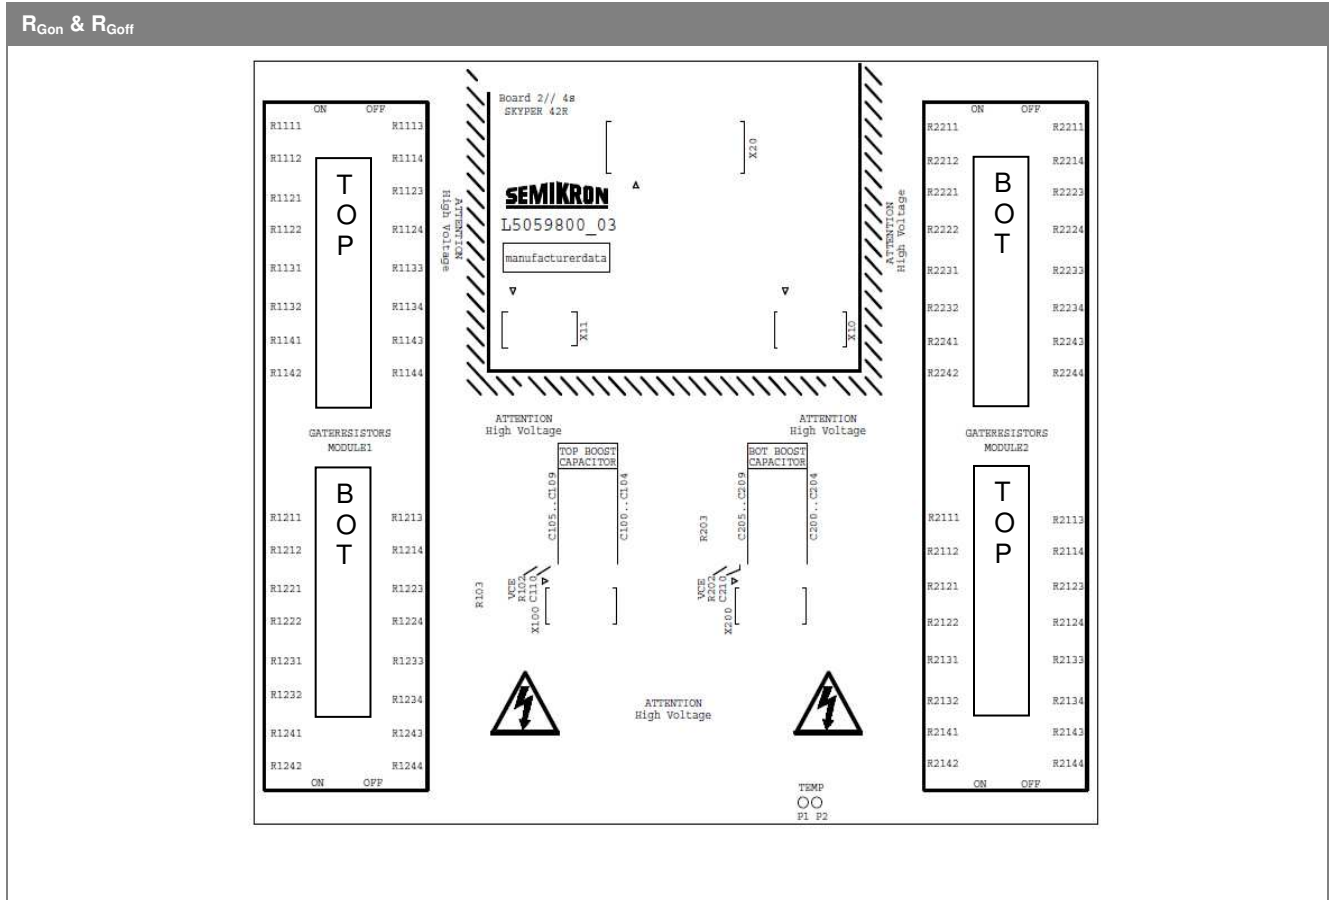 RGon & RGoff
ON OFF
R1111 R1113
R1112 R1114
R1121 R1123
R1122 R1124
R1131 R1133
R1132 R1134
R1141 R1143
R1142 R1144
TOP
GATERESISTORS
MODULE1
BOT
R1211 R1213
R1212 R1214
R1221 R1223
R1222 R1224
R1231 R1233
R1232 R1234
R1241 R1243
R1242 R1244
ON OFF
ATTENTION
High Voltage
Board 2// 4s
SKYPER 42R
X20
SEMIKRON
L5059800_03
manufacturerdata
X11
X10
ATTENTION
High Voltage
ATTENTION
High Voltage
ATTENTION
High Voltage
TOP BOOST
CAPACITOR
C105..C109
C100..C104
BOT BOOST
CAPACITOR
R203
C205..C209
C200..C204
R103
VCE
R102
C110
X100
VCE
R202
C210
X200
ATTENTION
High Voltage
TEMP
P1 P2
ON OFF
R2211 R2211
R2212 R2214
R2221 R2223
R2222 R2224
R2231 R2233
R2232 R2234
R2241 R2243
R2242 R2244
BOT
GATERESISTORS
MODULE2
TOP
R2111 R2113
R2112 R2114
R2121 R2123
R2122 R2124
R2131 R2133
R2132 R2134
R2141 R2143
R2142 R2144
ON OFF